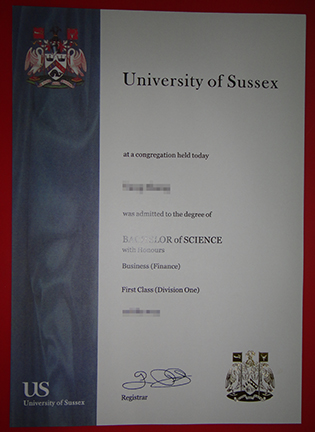 University of Sussex
at a congregation held today
was admitted to the degree of
BACHELOR of SCIENCE
with Honours
Business (Finance)
First Class (Division One)
Registrar
US
University of Sussex